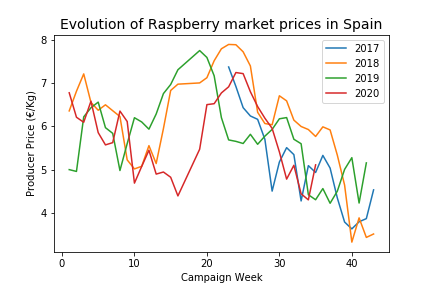 Evolution of Raspberry market prices in Spain
8
7
6
5
4
Producer Price (€/Kg)
2017
2018
2019
2020
0 10 20 30 40
Campaign Week